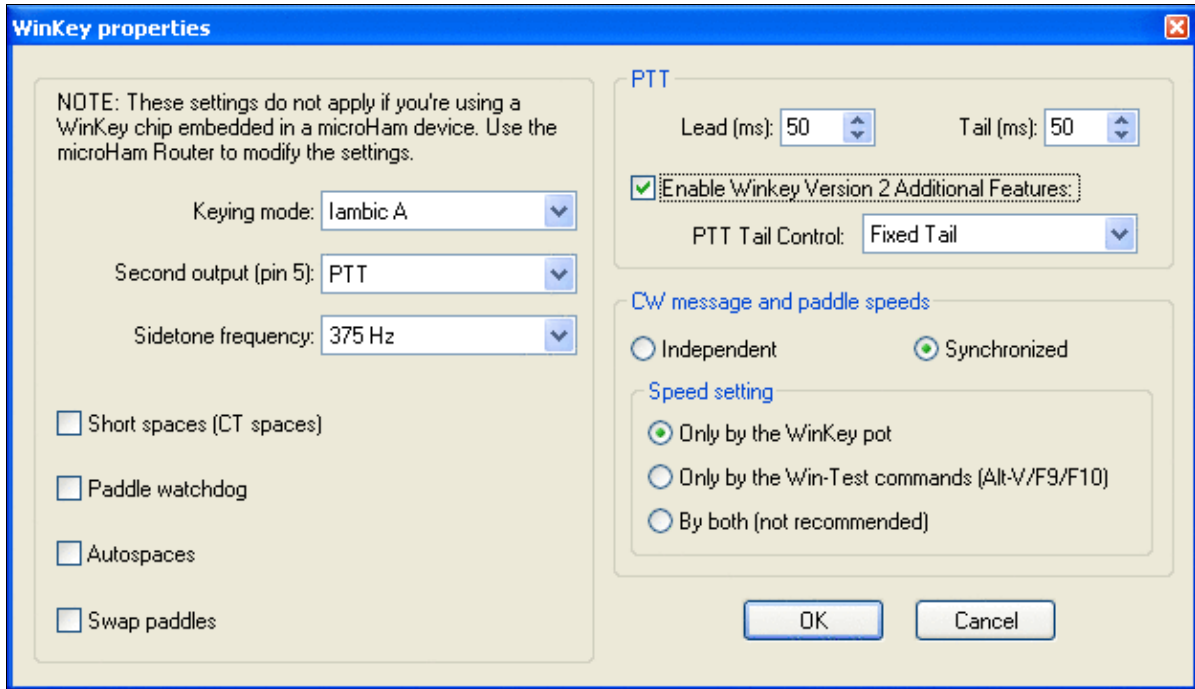 WinKey properties
NOTE: These settings do not apply if you're using a
WinKey chip embedded in a microHam device. Use the
microHam Router to modify the settings.
Keying mode: Iambic A
Second output (pin 5): PTT
Sidetone frequency: 375 Hz
Short spaces (CT spaces)
Paddle watchdog
Autospaces
Swap paddles
PTT
Lead (ms): 50 Tail (ms): 50
Enable Winkey Version 2 Additional Features:
PTT Tail Control: Fixed Tail
CW message and paddle speeds
Independent Synchronized
Speed setting
Only by the WinKey pot
Only by the Win-Test commands (Alt-V/F9/F10)
By both (not recommended)
OK Cancel